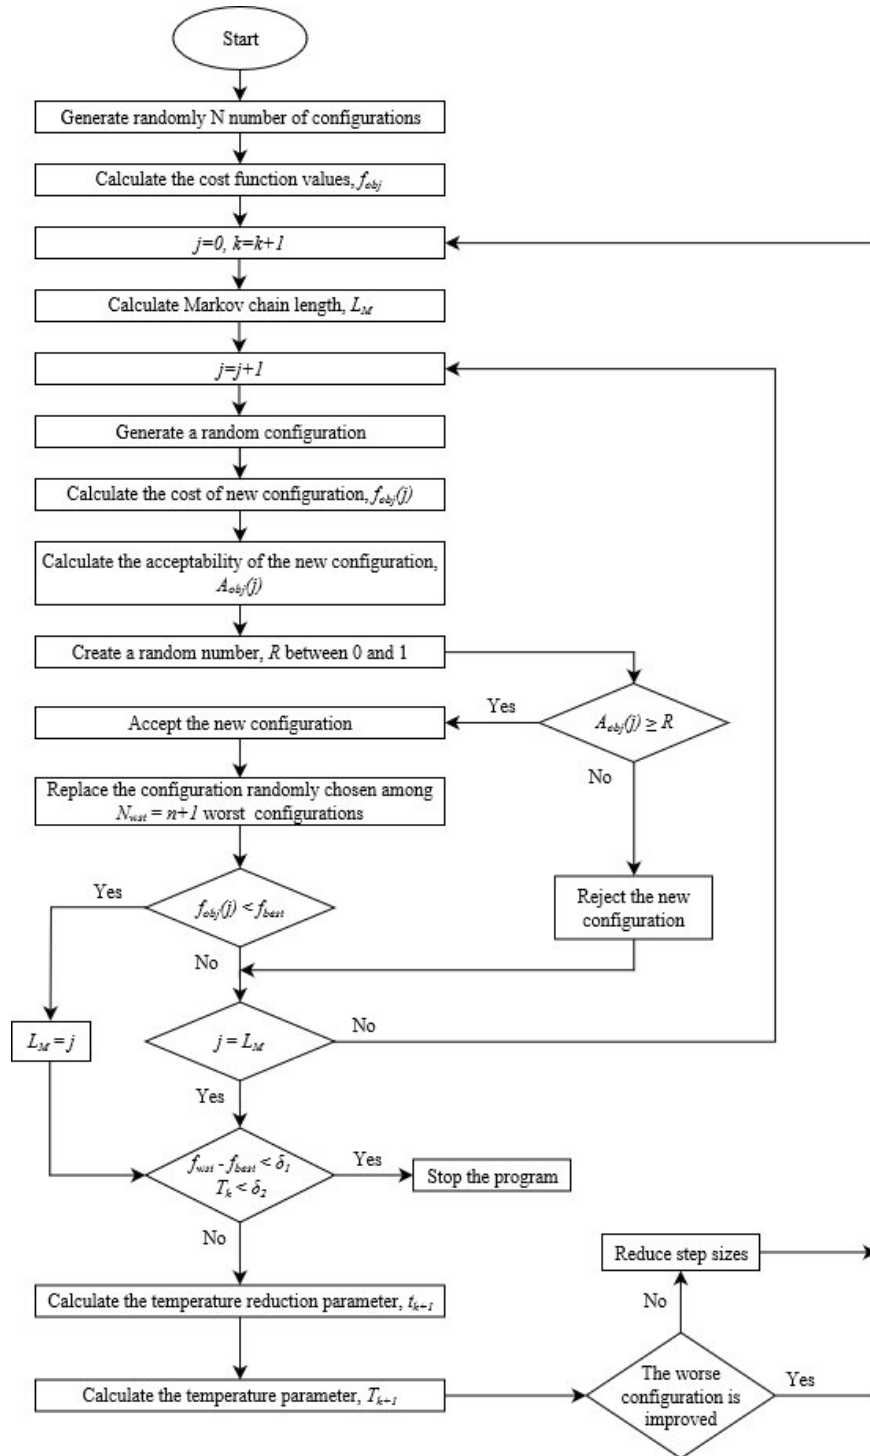 Start
Generate randomly N number of configurations
Calculate the cost function values, f_obj
j=0, k=k+1
Calculate Markov chain length, L_M
j=j+1
Generate a random configuration
Calculate the cost of new configuration, f_obj(j)
Calculate the acceptability of the new configuration,
A_obj(j)
Create a random number, R between 0 and 1
A_obj(j) ≥ R
Yes
No
Accept the new configuration
Replace the configuration randomly chosen among
N_wst = n+1 worst configurations
Reject the new
configuration
f_obj(j) < f_best
Yes
No
L_M = j
j = L_M
No
Yes
f_wst - f_best < δ_1
T_k < δ_2
Yes
Stop the program
No
Calculate the temperature reduction parameter, t_k+1
Calculate the temperature parameter, T_k+1
The worse
configuration is
improved
No
Reduce step sizes
Yes